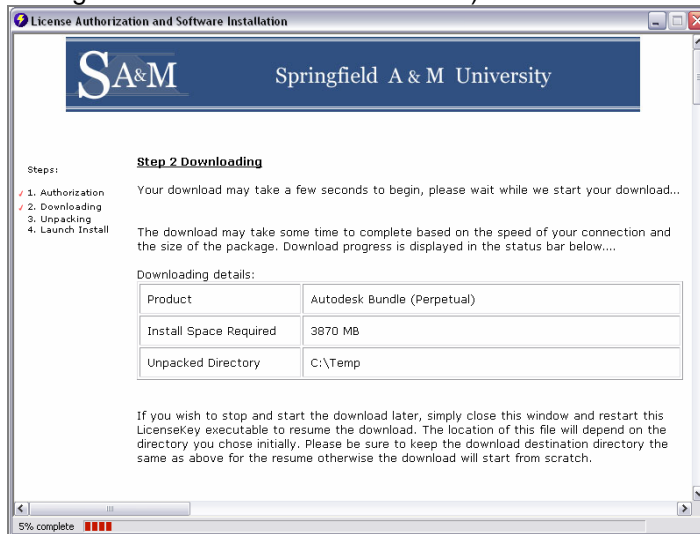 License Authorization and Software Installation
SA&M Springfield A & M University
Steps:
✓ 1. Authorization
✓ 2. Downloading
3. Unpacking
4. Launch Install
Step 2 Downloading
Your download may take a few seconds to begin, please wait while we start your download...
The download may take some time to complete based on the speed of your connection and
the size of the package. Download progress is displayed in the status bar below....
Downloading details:
Product Autodesk Bundle (Perpetual)
Install Space Required 3870 MB
Unpacked Directory C:\Temp
If you wish to stop and start the download later, simply close this window and restart this
LicenseKey executable to resume the download. The location of this file will depend on the
directory you chose initially. Please be sure to keep the download destination directory the
same as above for the resume otherwise the download will start from scratch.
5% complete